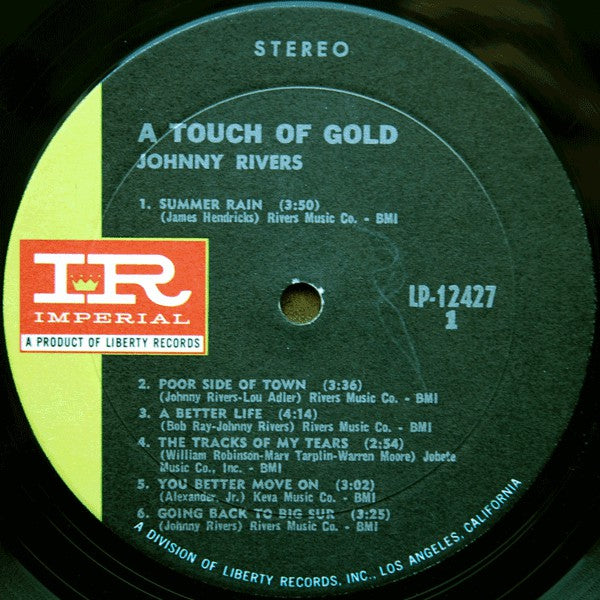 STEREO
A TOUCH OF GOLD
JOHNNY RIVERS
1. SUMMER RAIN (3:50)
(James Hendricks) Rivers Music Co. - BMI
IR
IMPERIAL
A PRODUCT OF LIBERTY RECORDS
LP-12427
1
2. POOR SIDE OF TOWN (3:36)
(Johnny Rivers-Lou Adler) Rivers Music Co. - BMI
3. A BETTER LIFE (4:14)
(Bob Ray-Johnny Rivers) Rivers Music Co. - BMI
4. THE TRACKS OF MY TEARS (2:54)
(William Robinson-Marv Tarplin-Warren Moore) Jobete
Music Co., Inc. - BMI
5. YOU BETTER MOVE ON (3:02)
(Alexander, Jr.) Keva Music Co. - BMI
6. GOING BACK TO BIG SUR (3:25)
(Johnny Rivers) Rivers Music Co. - BMI
A DIVISION OF LIBERTY RECORDS, INC., LOS ANGELES, CALIFORNIA